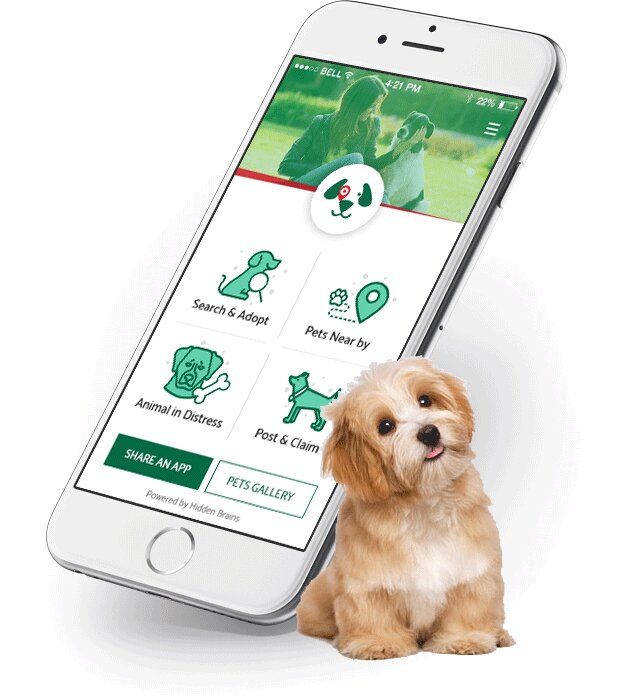 BELL 4:21 PM 22%
Search & Adopt
Pets Near by
Animal in Distress
Post & Claim
SHARE AN APP
PETS GALLERY
Powered by Hidden Brains